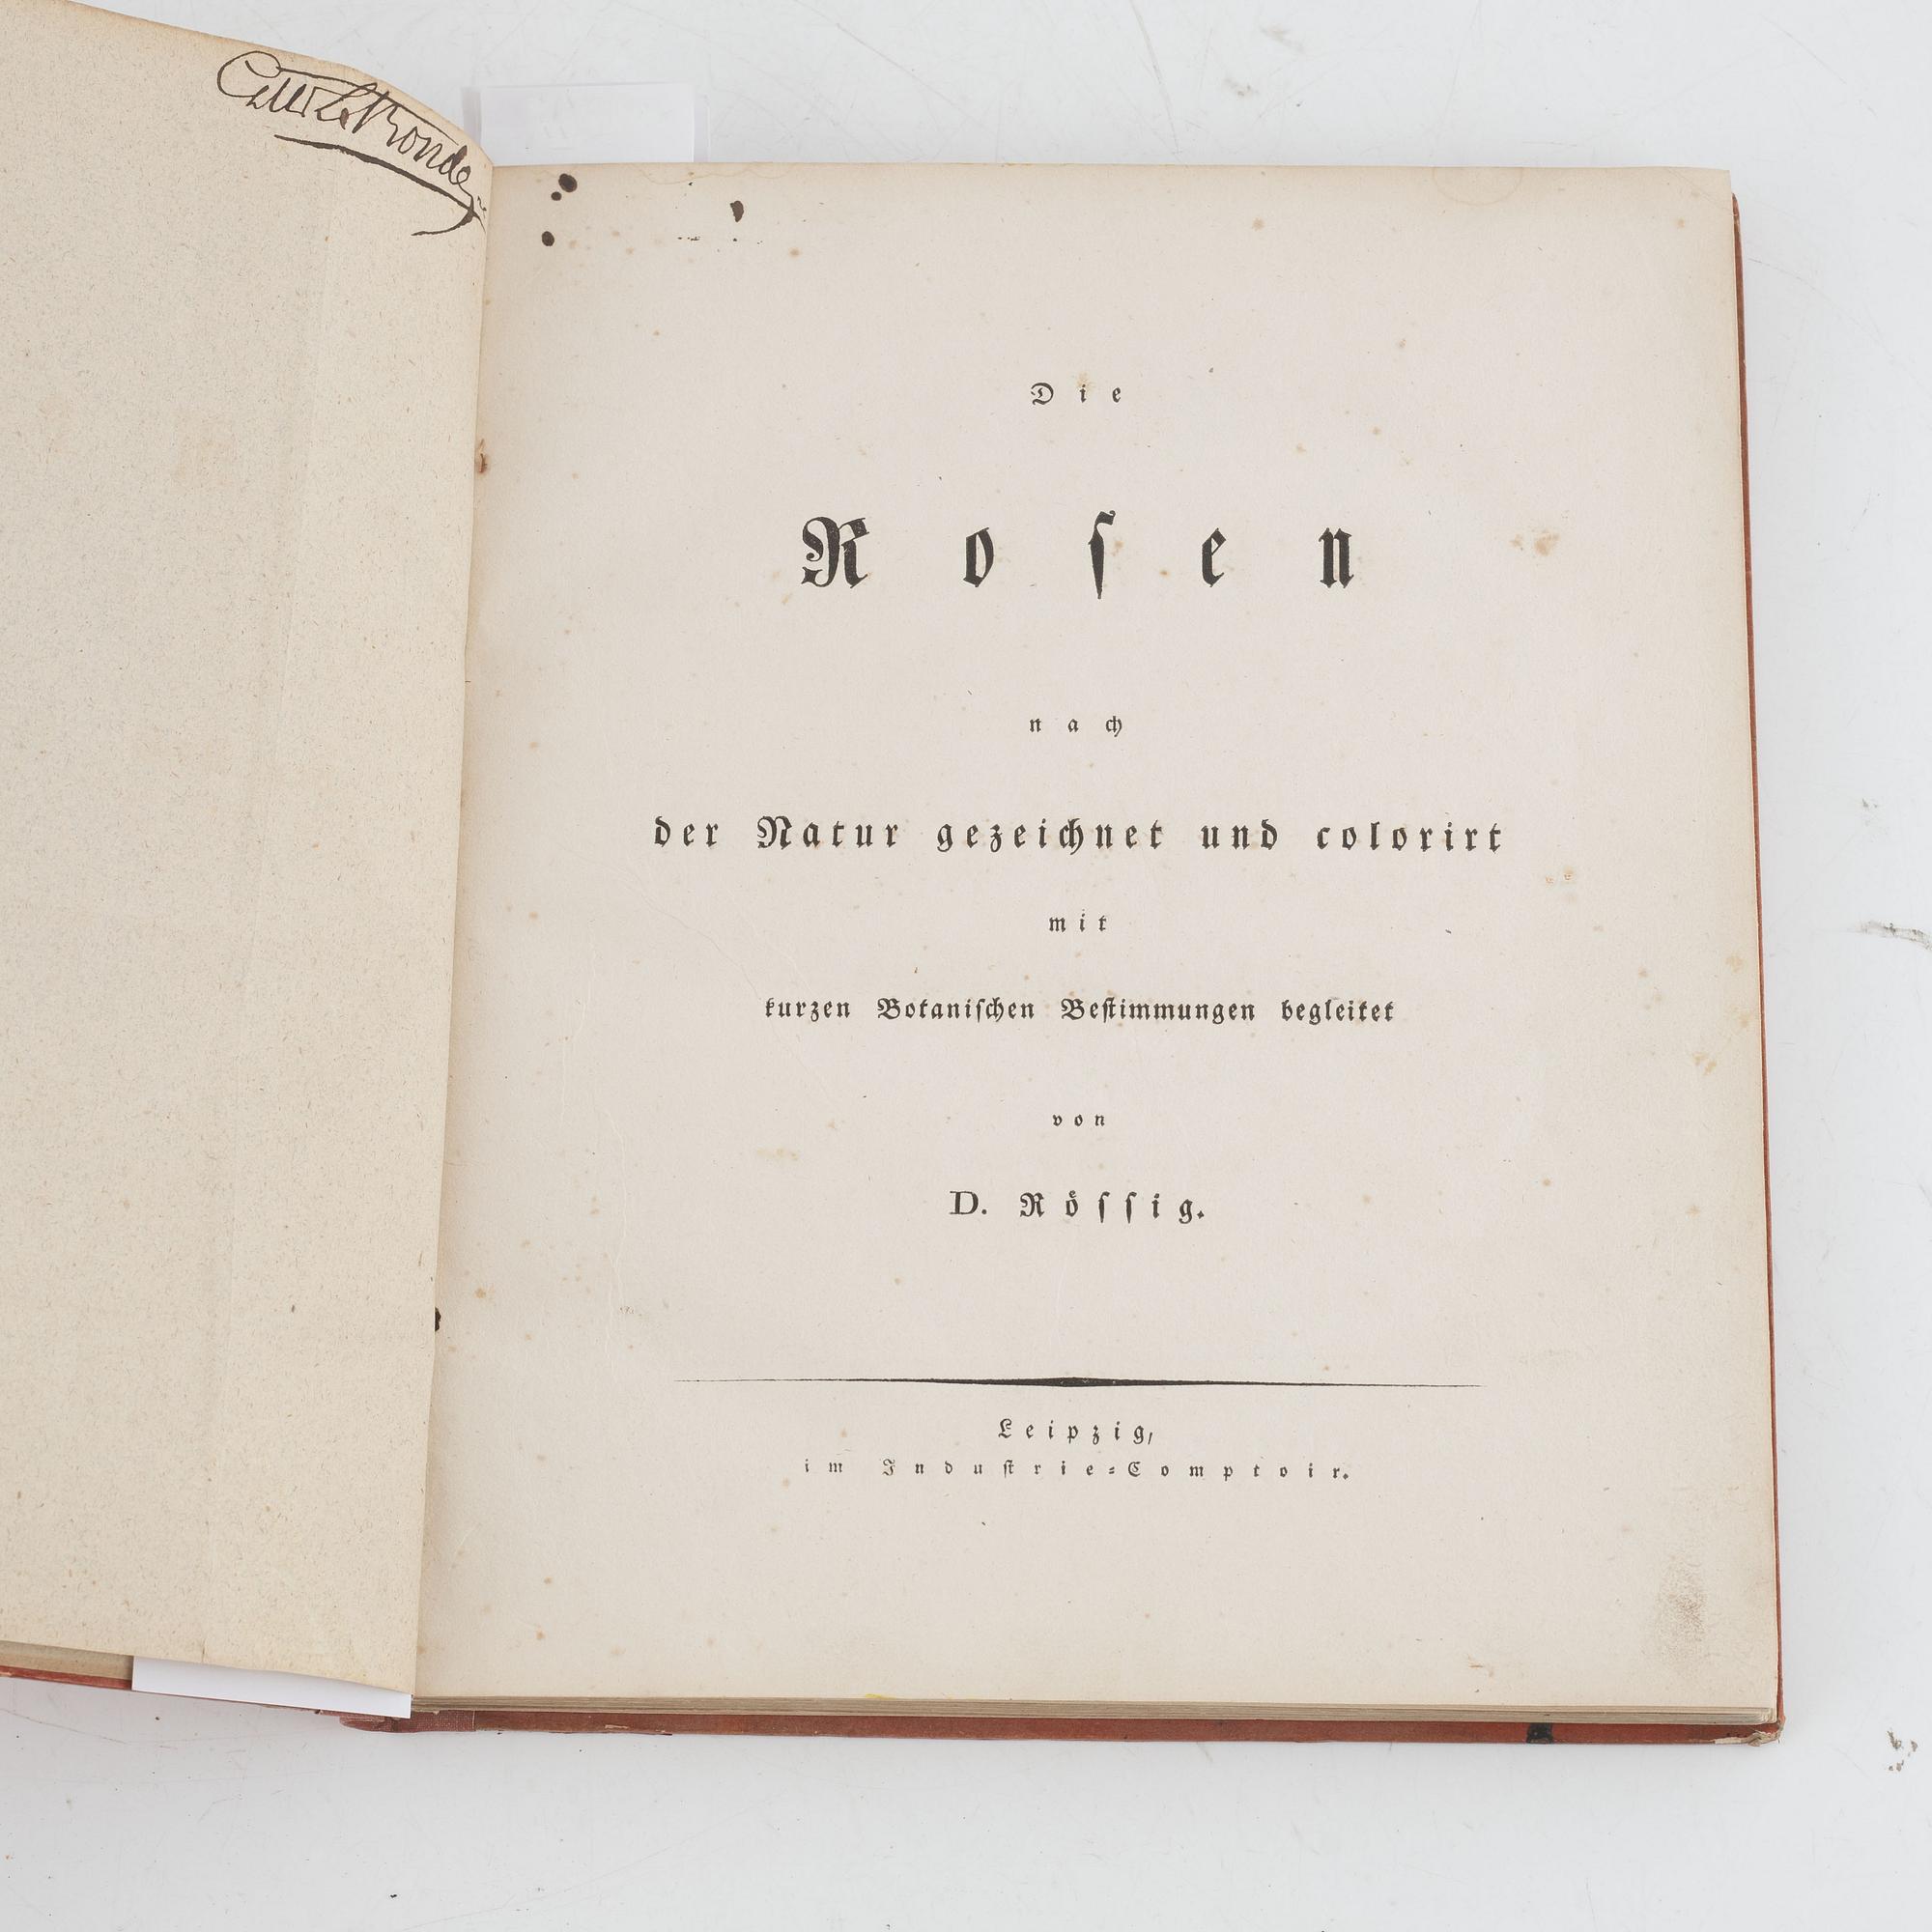 Die
Roſen
nach
der Natur gezeichnet und colorirt
mit
kurzen Botaniſchen Beſtimmungen begleitet
von
D. Röſſig.
Leipzig,
im Induſtrie-Comptoir.